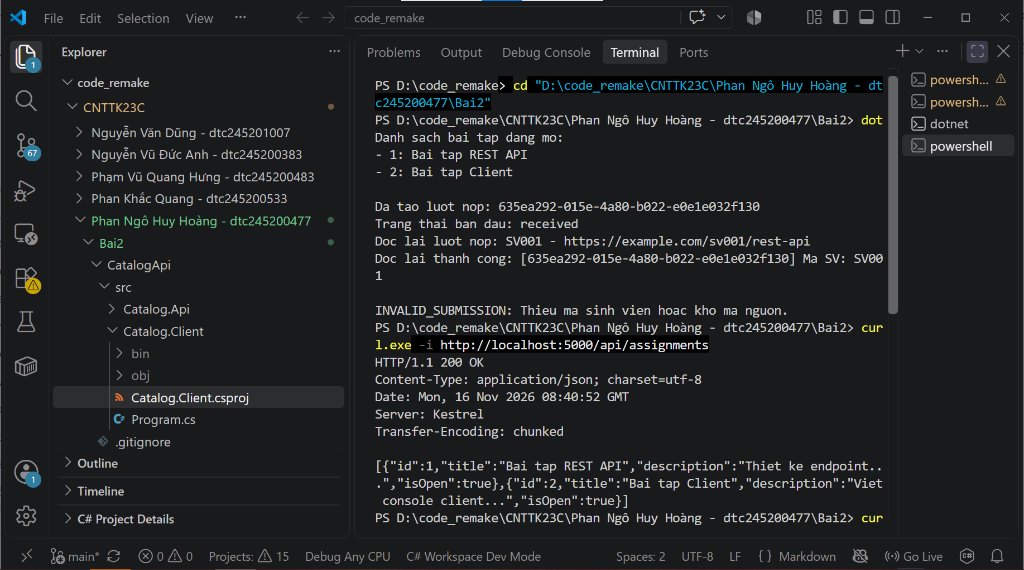 File Edit Selection View ··· code_remake
Explorer ···
code_remake
CNTTK23C
Nguyễn Văn Dũng - dtc245201007
Nguyễn Vũ Đức Anh - dtc245200383
Phạm Vũ Quang Hưng - dtc245200483
Phan Khắc Quang - dtc245200533
Phan Ngô Huy Hoàng - dtc245200477
Bai2
CatalogApi
src
Catalog.Api
Catalog.Client
bin
obj
Catalog.Client.csproj
Program.cs
.gitignore
Outline
Timeline
C# Project Details
1
67
1
Problems Output Debug Console Terminal Ports
PS D:\code_remake> cd "D:\code_remake\CNTTK23C\Phan Ngô Huy Hoàng - dt
c245200477\Bai2"
PS D:\code_remake\CNTTK23C\Phan Ngô Huy Hoàng - dtc245200477\Bai2> dot
Danh sach bai tap dang mo:
- 1: Bai tap REST API
- 2: Bai tap Client
Da tao luot nop: 635ea292-015e-4a80-b022-e0e1e032f130
Trang thai ban dau: received
Doc lai luot nop: SV001 - https://example.com/sv001/rest-api
Doc lai thanh cong: [635ea292-015e-4a80-b022-e0e1e032f130] Ma SV: SV00
1
INVALID_SUBMISSION: Thieu ma sinh vien hoac kho ma nguon.
PS D:\code_remake\CNTTK23C\Phan Ngô Huy Hoàng - dtc245200477\Bai2> cur
l.exe -i http://localhost:5000/api/assignments
HTTP/1.1 200 OK
Content-Type: application/json; charset=utf-8
Date: Mon, 16 Nov 2026 08:40:52 GMT
Server: Kestrel
Transfer-Encoding: chunked
[{"id":1,"title":"Bai tap REST API","description":"Thiet ke endpoint..
.","isOpen":true},{"id":2,"title":"Bai tap Client","description":"Viet
console client...","isOpen":true}]
PS D:\code_remake\CNTTK23C\Phan Ngô Huy Hoàng - dtc245200477\Bai2> cur
powersh...
powersh...
dotnet
powershell
main* 0 0 Projects: 15 Debug Any CPU C# Workspace Dev Mode Spaces: 2 UTF-8 LF { } Markdown Go Live